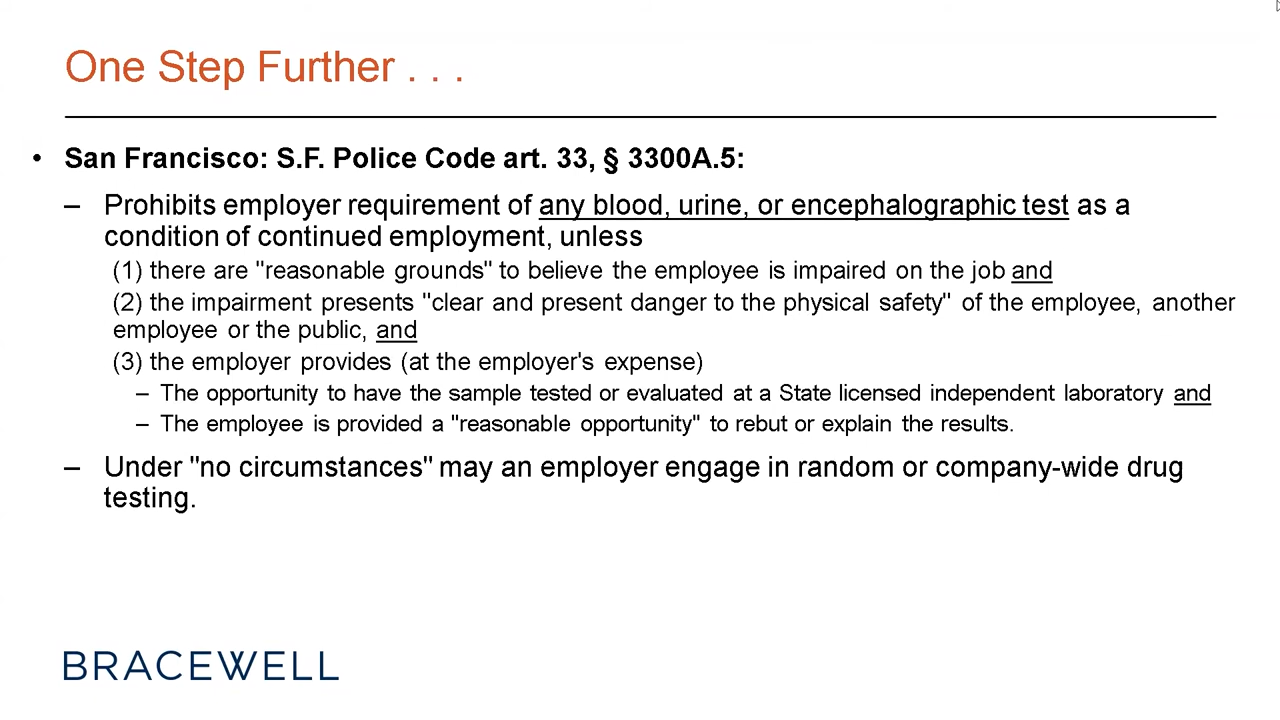 One Step Further . . .
• San Francisco: S.F. Police Code art. 33, § 3300A.5:
– Prohibits employer requirement of any blood, urine, or encephalographic test as a
condition of continued employment, unless
(1) there are "reasonable grounds" to believe the employee is impaired on the job and
(2) the impairment presents "clear and present danger to the physical safety" of the employee, another
employee or the public, and
(3) the employer provides (at the employer's expense)
– The opportunity to have the sample tested or evaluated at a State licensed independent laboratory and
– The employee is provided a "reasonable opportunity" to rebut or explain the results.
– Under "no circumstances" may an employer engage in random or company-wide drug
testing.
BRACEWELL